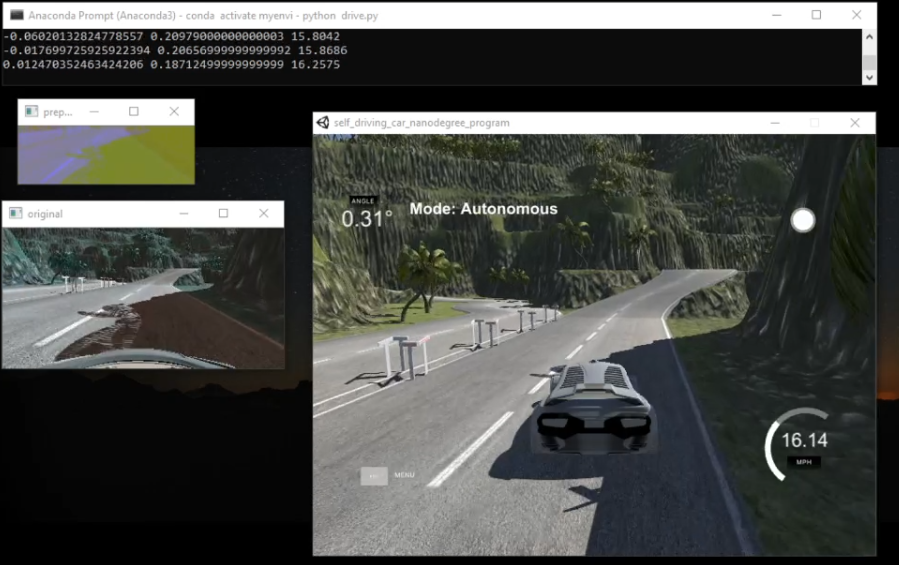 Anaconda Prompt (Anaconda3) - conda activate myenvi - python drive.py
-0.06020132824778557 0.20979000000000003 15.8042
-0.017699725925922394 0.20656999999999992 15.8686
0.012470352463424206 0.18712499999999999 16.2575
prep...
self_driving_car_nanodegree_program
original
ANGLE
0.31°
Mode: Autonomous
16.14
MPH
MENU